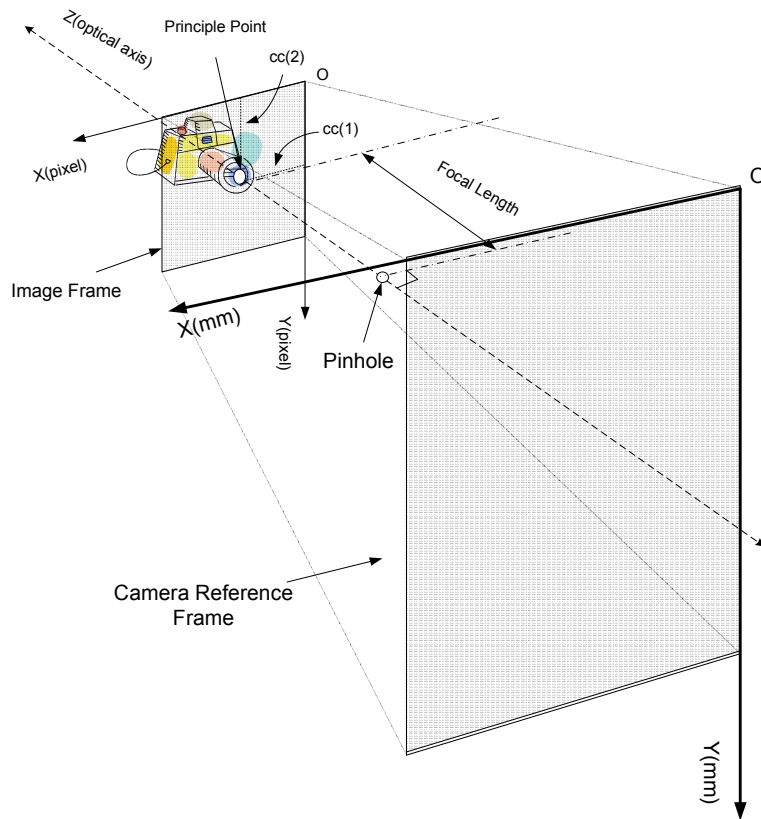 Z(optical axis)
Principle Point
cc(2)
O
cc(1)
X(pixel)
Focal Length
O
Image Frame
X(mm)
Y(pixel)
Pinhole
Camera Reference
Frame
Y(mm)